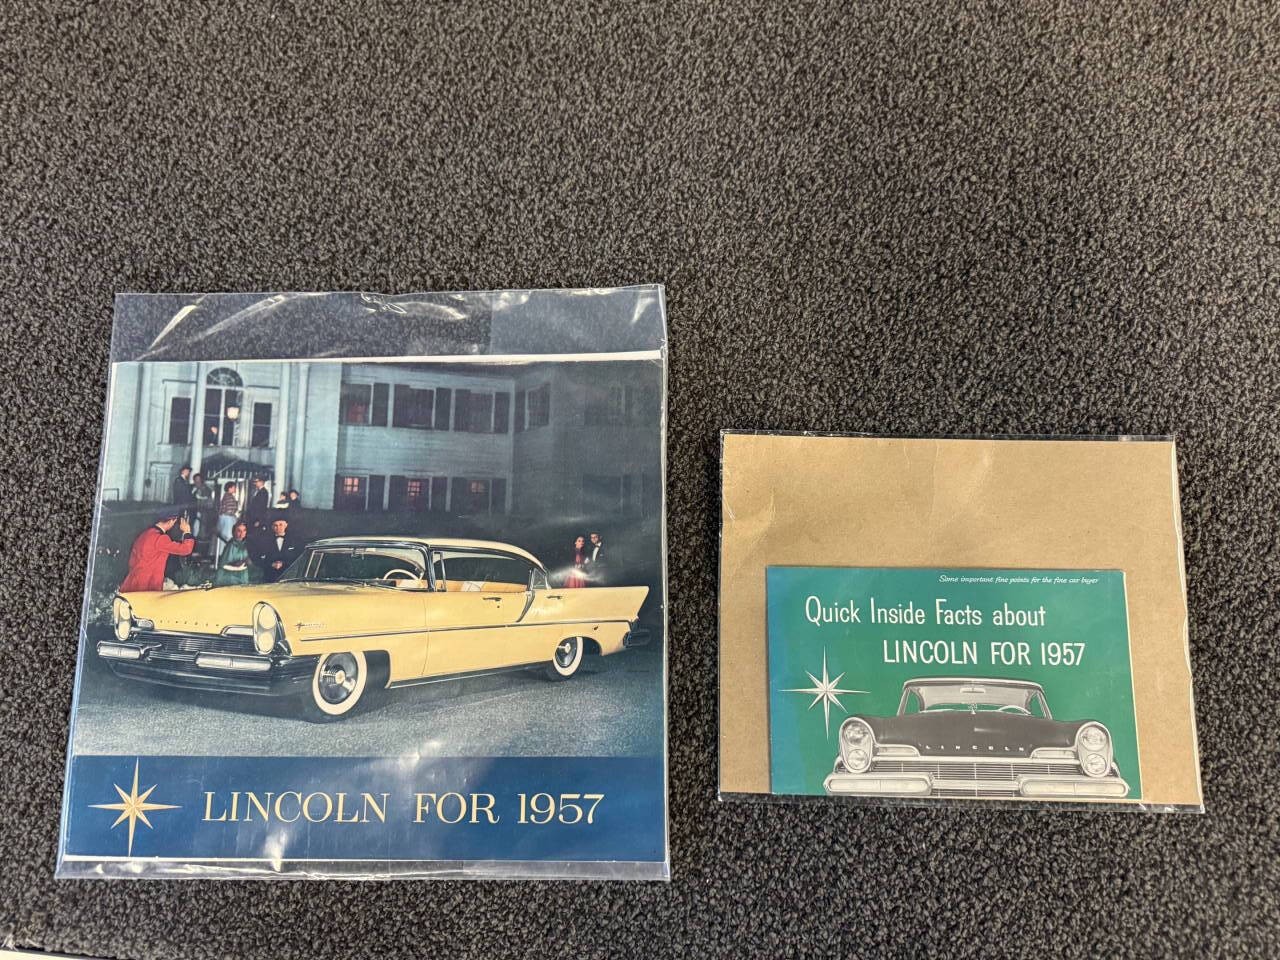 LINCOLN
LINCOLN FOR 1957
Some important fine points for the fine car buyer
Quick Inside Facts about
LINCOLN FOR 1957
LINCOLN